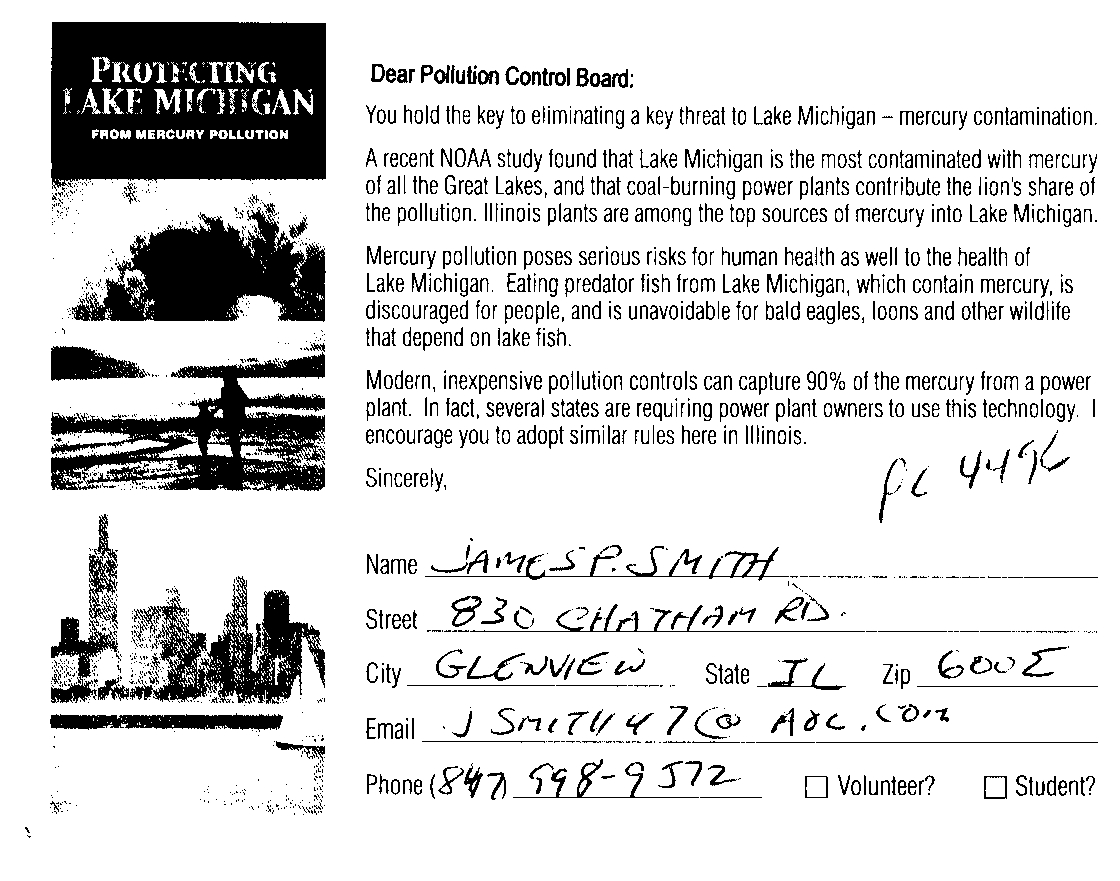 PROTECTING
LAKE MICHIGAN
FROM MERCURY POLLUTION
Dear Pollution Control Board:
You hold the key to eliminating a key threat to Lake Michigan – mercury contamination.
A recent NOAA study found that Lake Michigan is the most contaminated with mercury
of all the Great Lakes, and that coal-burning power plants contribute the lion's share of
the pollution. Illinois plants are among the top sources of mercury into Lake Michigan.
Mercury pollution poses serious risks for human health as well to the health of
Lake Michigan. Eating predator fish from Lake Michigan, which contain mercury, is
discouraged for people, and is unavoidable for bald eagles, loons and other wildlife
that depend on lake fish.
Modern, inexpensive pollution controls can capture 90% of the mercury from a power
plant. In fact, several states are requiring power plant owners to use this technology. I
encourage you to adopt similar rules here in Illinois.
Sincerely,
PC 4496
Name JAMES P. SMITH
Street 830 CHATHAM RD.
City GLENVIEW State IL Zip
Email JSMITH47@AOL.COM
Phone (847) 998-9572 Volunteer? Student?